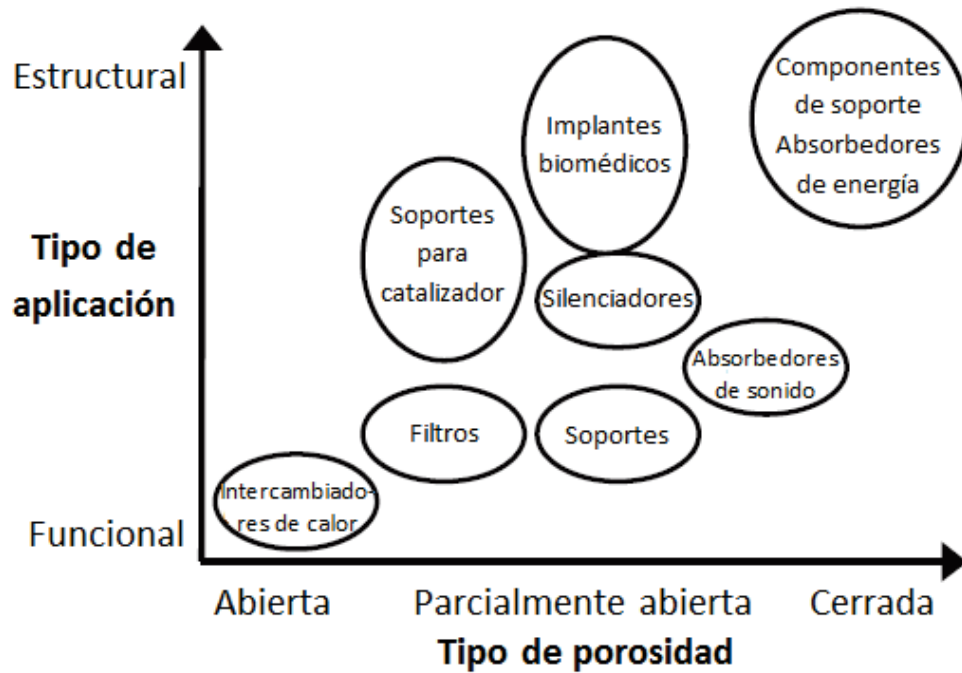 Estructural
Componentes
de soporte
Absorbedores
de energía
Implantes
biomédicos
Soportes
para
catalizador
Tipo de
aplicación
Silenciadores
Absorbedores
de sonido
Filtros
Soportes
Intercambiado-
res de calor
Funcional
Abierta
Parcialmente abierta
Cerrada
Tipo de porosidad